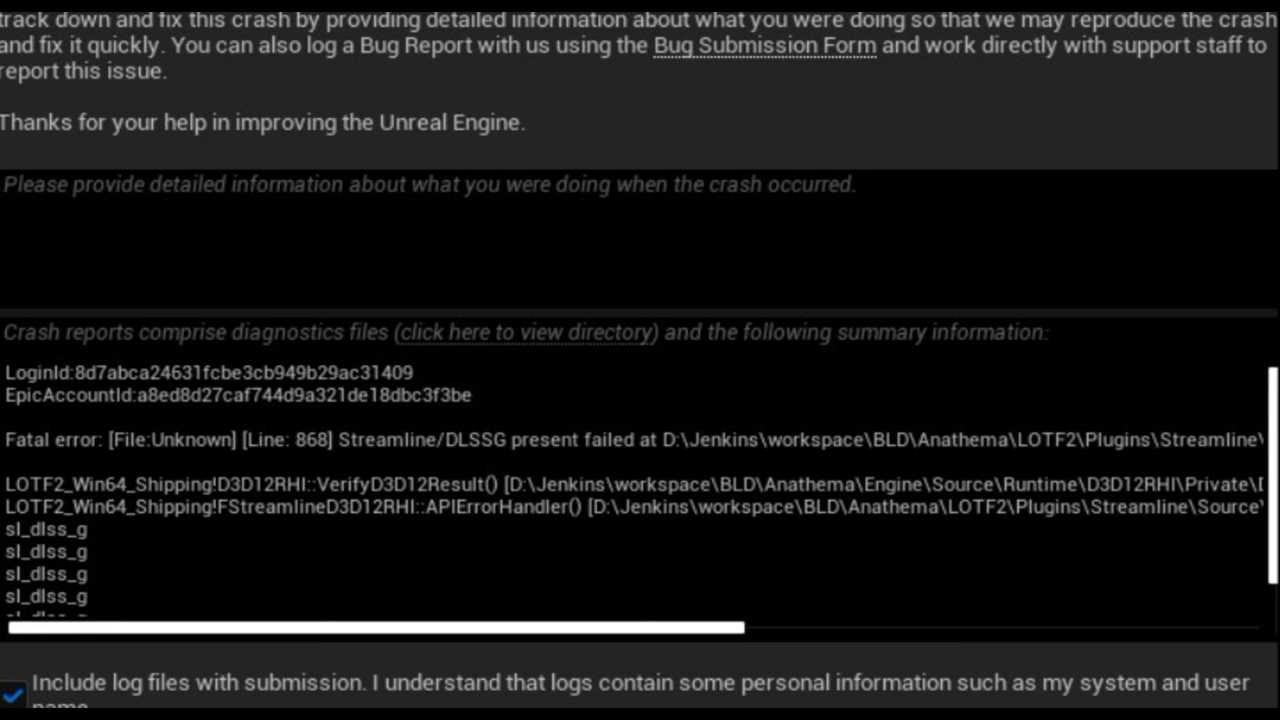 track down and fix this crash by providing detailed information about what you were doing so that we may reproduce the crash
and fix it quickly. You can also log a Bug Report with us using the Bug Submission Form and work directly with support staff to
report this issue.
Thanks for your help in improving the Unreal Engine.
Please provide detailed information about what you were doing when the crash occurred.
Crash reports comprise diagnostics files (click here to view directory) and the following summary information:
LoginId:8d7abca24631fcbe3cb949b29ac31409
EpicAccountId:a8ed8d27caf744d9a321de18dbc3f3be
Fatal error: [File:Unknown] [Line: 868] Streamline/DLSSG present failed at D:\Jenkins\workspace\BLD\Anathema\LOTF2\Plugins\Streamline\
LOTF2_Win64_Shipping!D3D12RHI::VerifyD3D12Result() [D:\Jenkins\workspace\BLD\Anathema\Engine\Source\Runtime\D3D12RHI\Private\
LOTF2_Win64_Shipping!FStreamlineD3D12RHI::APIErrorHandler() [D:\Jenkins\workspace\BLD\Anathema\LOTF2\Plugins\Streamline\Source\
sl_dlss_g
sl_dlss_g
sl_dlss_g
sl_dlss_g
Include log files with submission. I understand that logs contain some personal information such as my system and user
name.